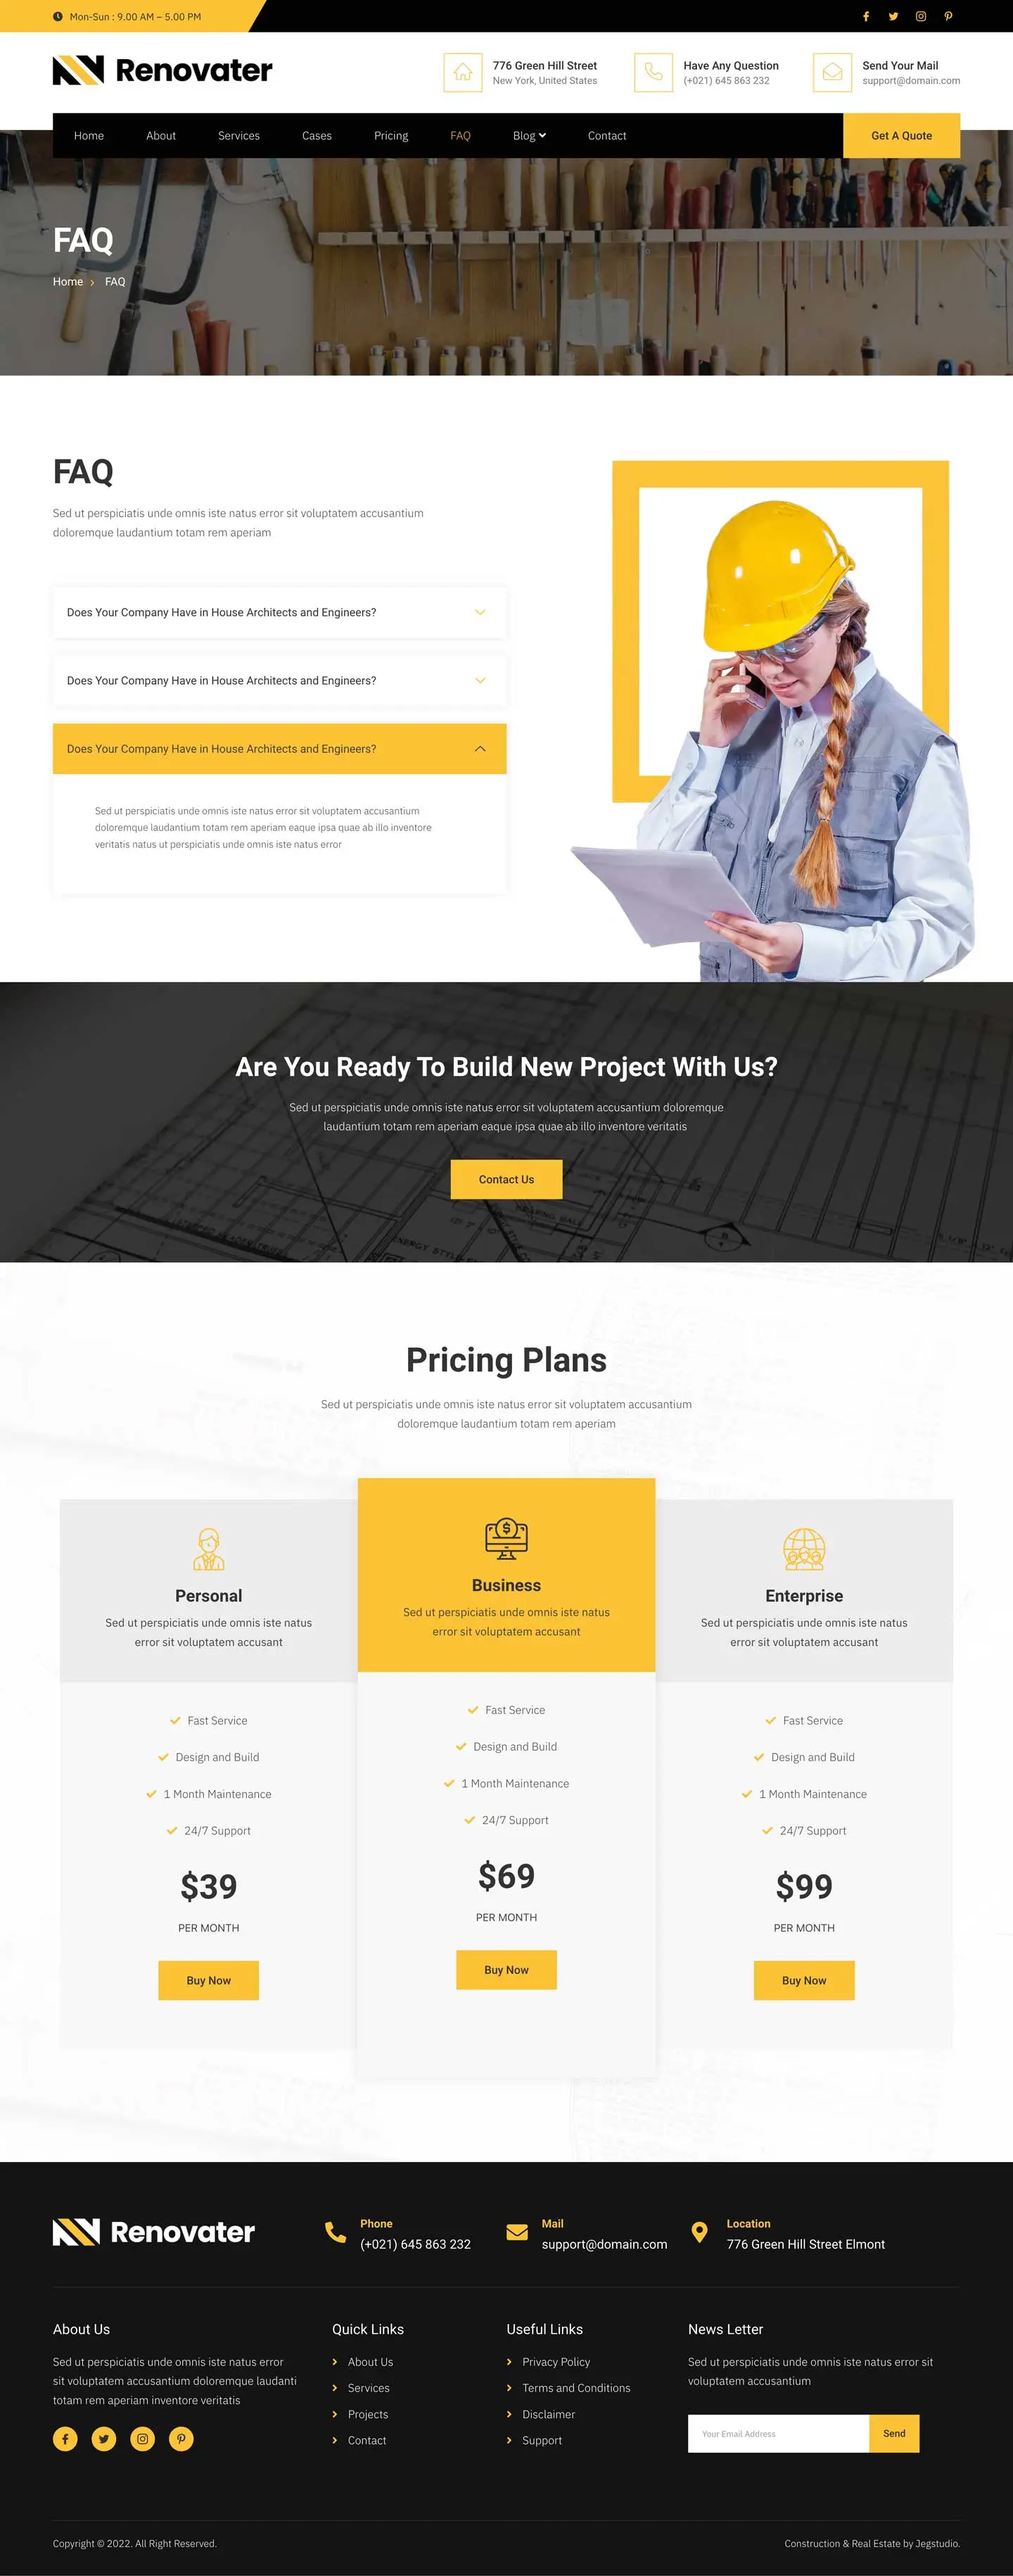 Mon-Sun : 9.00 AM – 5.00 PM
Renovater
776 Green Hill Street
New York, United States
Have Any Question
(+021) 645 863 232
Send Your Mail
support@domain.com
Home About Services Cases Pricing FAQ Blog Contact Get A Quote
FAQ
Home FAQ
FAQ
Sed ut perspiciatis unde omnis iste natus error sit voluptatem accusantium
doloremque laudantium totam rem aperiam
Does Your Company Have in House Architects and Engineers?
Does Your Company Have in House Architects and Engineers?
Does Your Company Have in House Architects and Engineers?
Sed ut perspiciatis unde omnis iste natus error sit voluptatem accusantium
doloremque laudantium totam rem aperiam eaque ipsa quae ab illo inventore
veritatis natus ut perspiciatis unde omnis iste natus error
Are You Ready To Build New Project With Us?
Sed ut perspiciatis unde omnis iste natus error sit voluptatem accusantium doloremque
laudantium totam rem aperiam eaque ipsa quae ab illo inventore veritatis
Contact Us
Pricing Plans
Sed ut perspiciatis unde omnis iste natus error sit voluptatem accusantium
doloremque laudantium totam rem aperiam
Personal
Sed ut perspiciatis unde omnis iste natus
error sit voluptatem accusant
Fast Service
Design and Build
1 Month Maintenance
24/7 Support
$39
PER MONTH
Buy Now
Business
Sed ut perspiciatis unde omnis iste natus
error sit voluptatem accusant
Fast Service
Design and Build
1 Month Maintenance
24/7 Support
$69
PER MONTH
Buy Now
Enterprise
Sed ut perspiciatis unde omnis iste natus
error sit voluptatem accusant
Fast Service
Design and Build
1 Month Maintenance
24/7 Support
$99
PER MONTH
Buy Now
Renovater
Phone
(+021) 645 863 232
Mail
support@domain.com
Location
776 Green Hill Street Elmont
About Us
Sed ut perspiciatis unde omnis iste natus error
sit voluptatem accusantium doloremque laudanti
totam rem aperiam inventore veritatis
Quick Links
About Us
Services
Projects
Contact
Useful Links
Privacy Policy
Terms and Conditions
Disclaimer
Support
News Letter
Sed ut perspiciatis unde omnis iste natus error sit
voluptatem accusantium
Your Email Address
Send
Copyright © 2022. All Right Reserved.
Construction & Real Estate by Jegstudio.